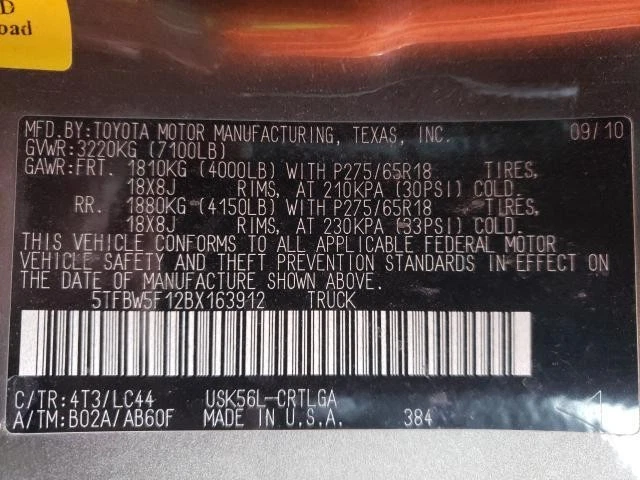 D
oad
MFD.BY:TOYOTA MOTOR MANUFACTURING, TEXAS, INC. 09/10
GVWR:3220KG (7100LB)
GAWR:FRT. 1810KG (4000LB) WITH P275/65R18 TIRES,
18X8J RIMS, AT 210KPA (30PSI) COLD.
RR. 1880KG (4150LB) WITH P275/65R18 TIRES,
18X8J RIMS, AT 230KPA (33PSI) COLD.
THIS VEHICLE CONFORMS TO ALL APPLICABLE FEDERAL MOTOR
VEHICLE SAFETY AND THEFT PREVENTION STANDARDS IN EFFECT ON
THE DATE OF MANUFACTURE SHOWN ABOVE.
5TFBW5F12BX163912 TRUCK
C/TR:4T3/LC44 USK56L-CRTLGA
A/TM:B02A/AB60F MADE IN U.S.A. 384 1